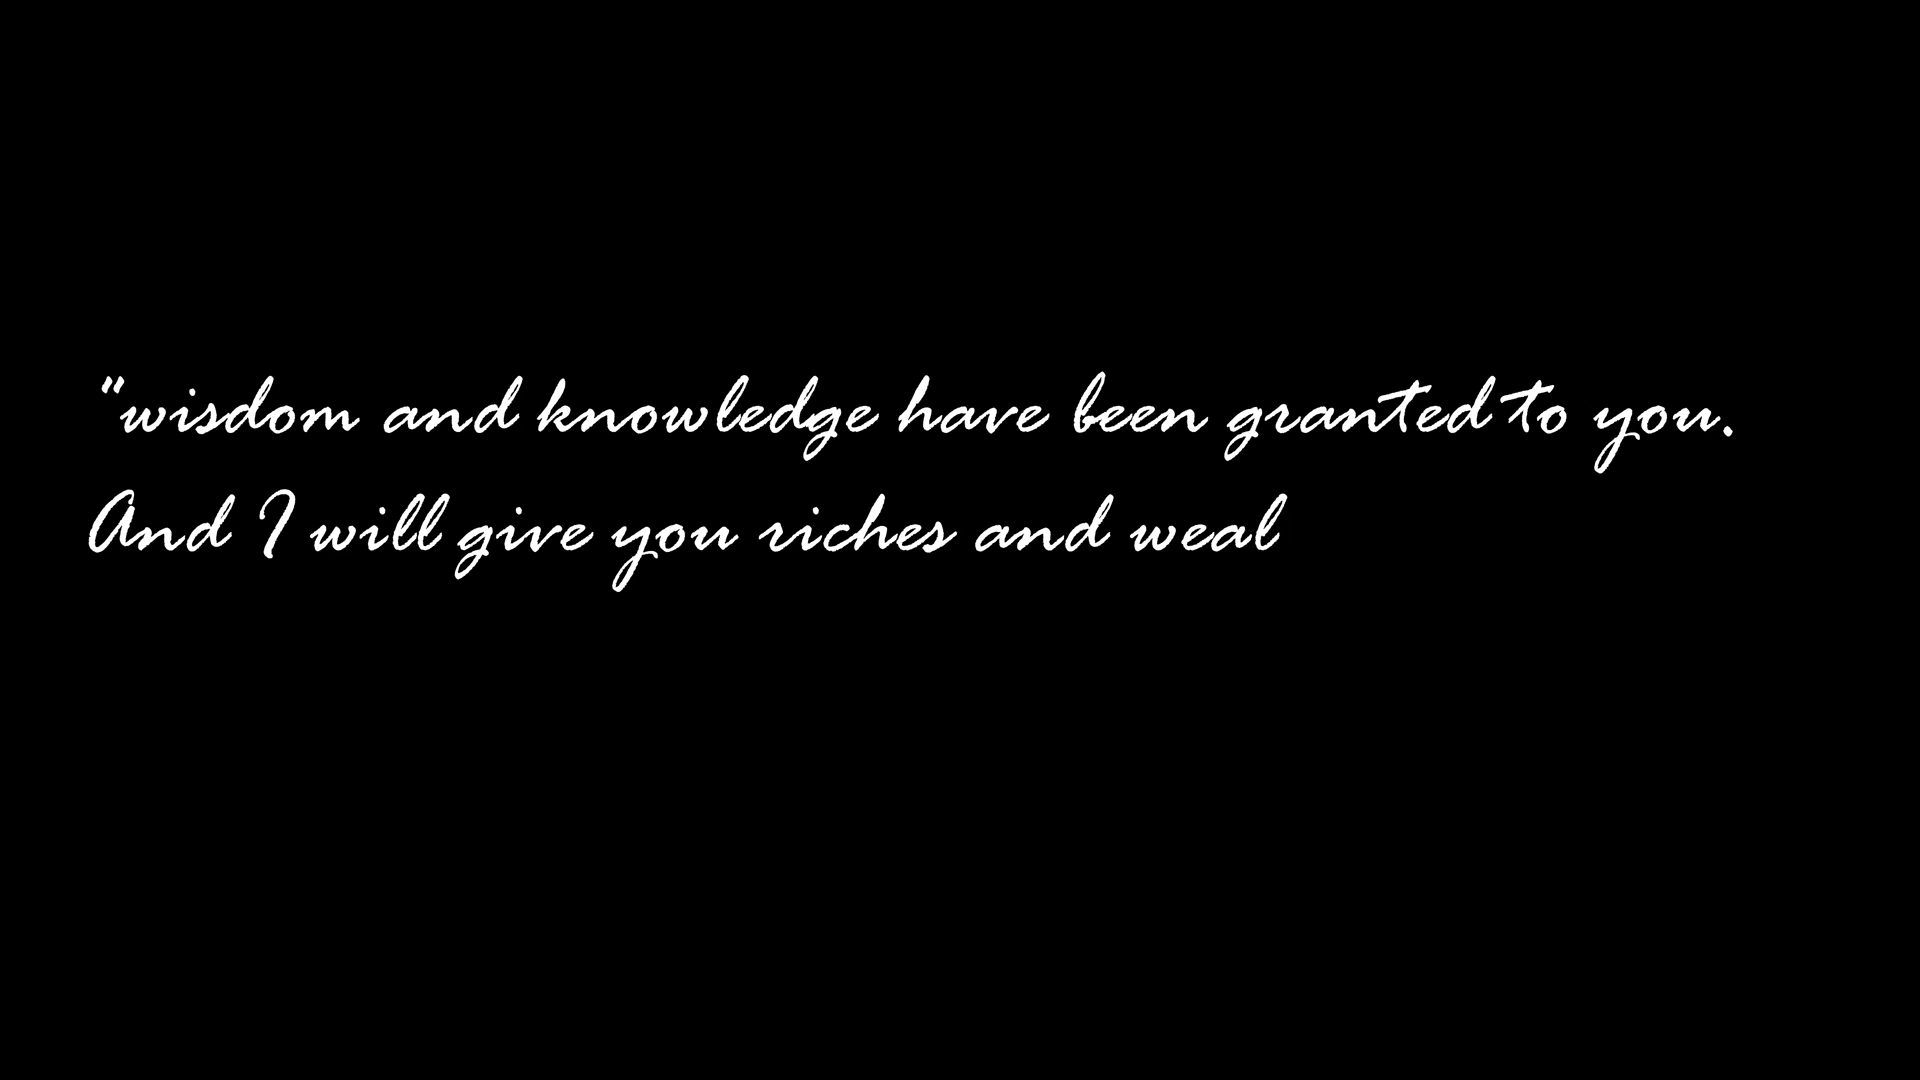 “wisdom and knowledge have been granted to you.
And I will give you riches and weal